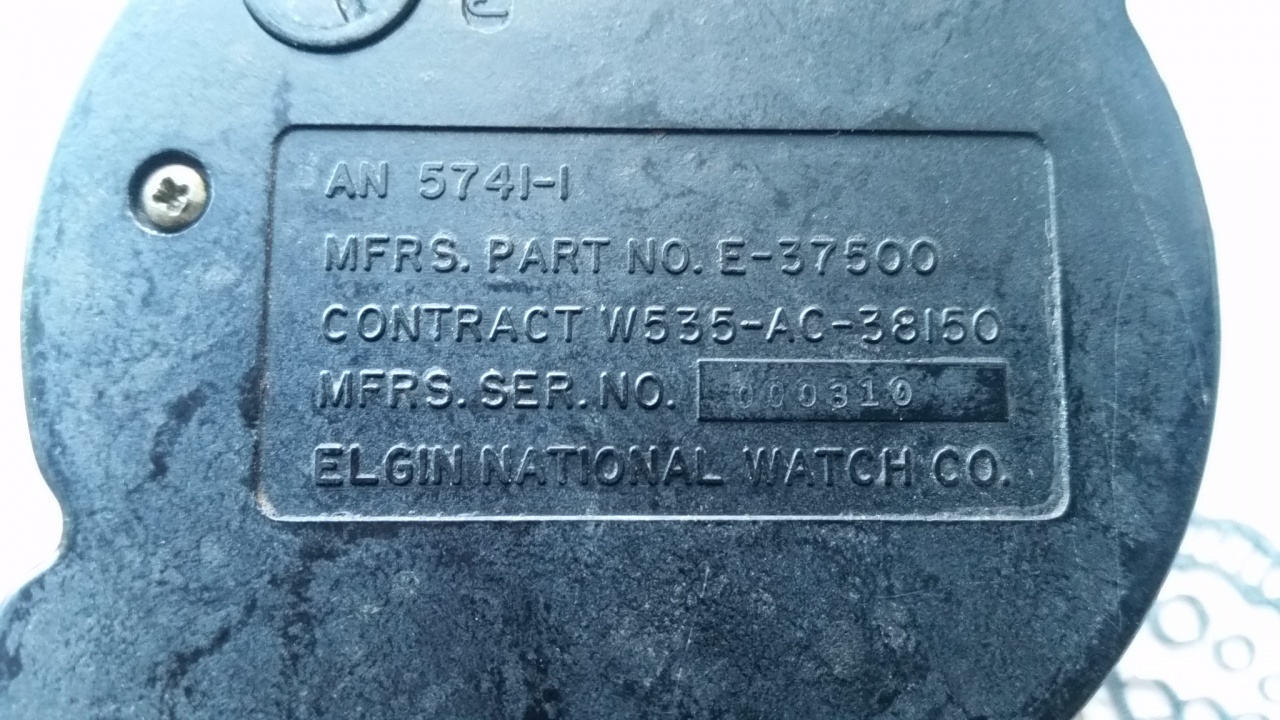 AN 5741-1
MFRS. PART NO. E-37500
CONTRACT W535-AC-38150
MFRS. SER. NO. 000310
ELGIN NATIONAL WATCH CO.